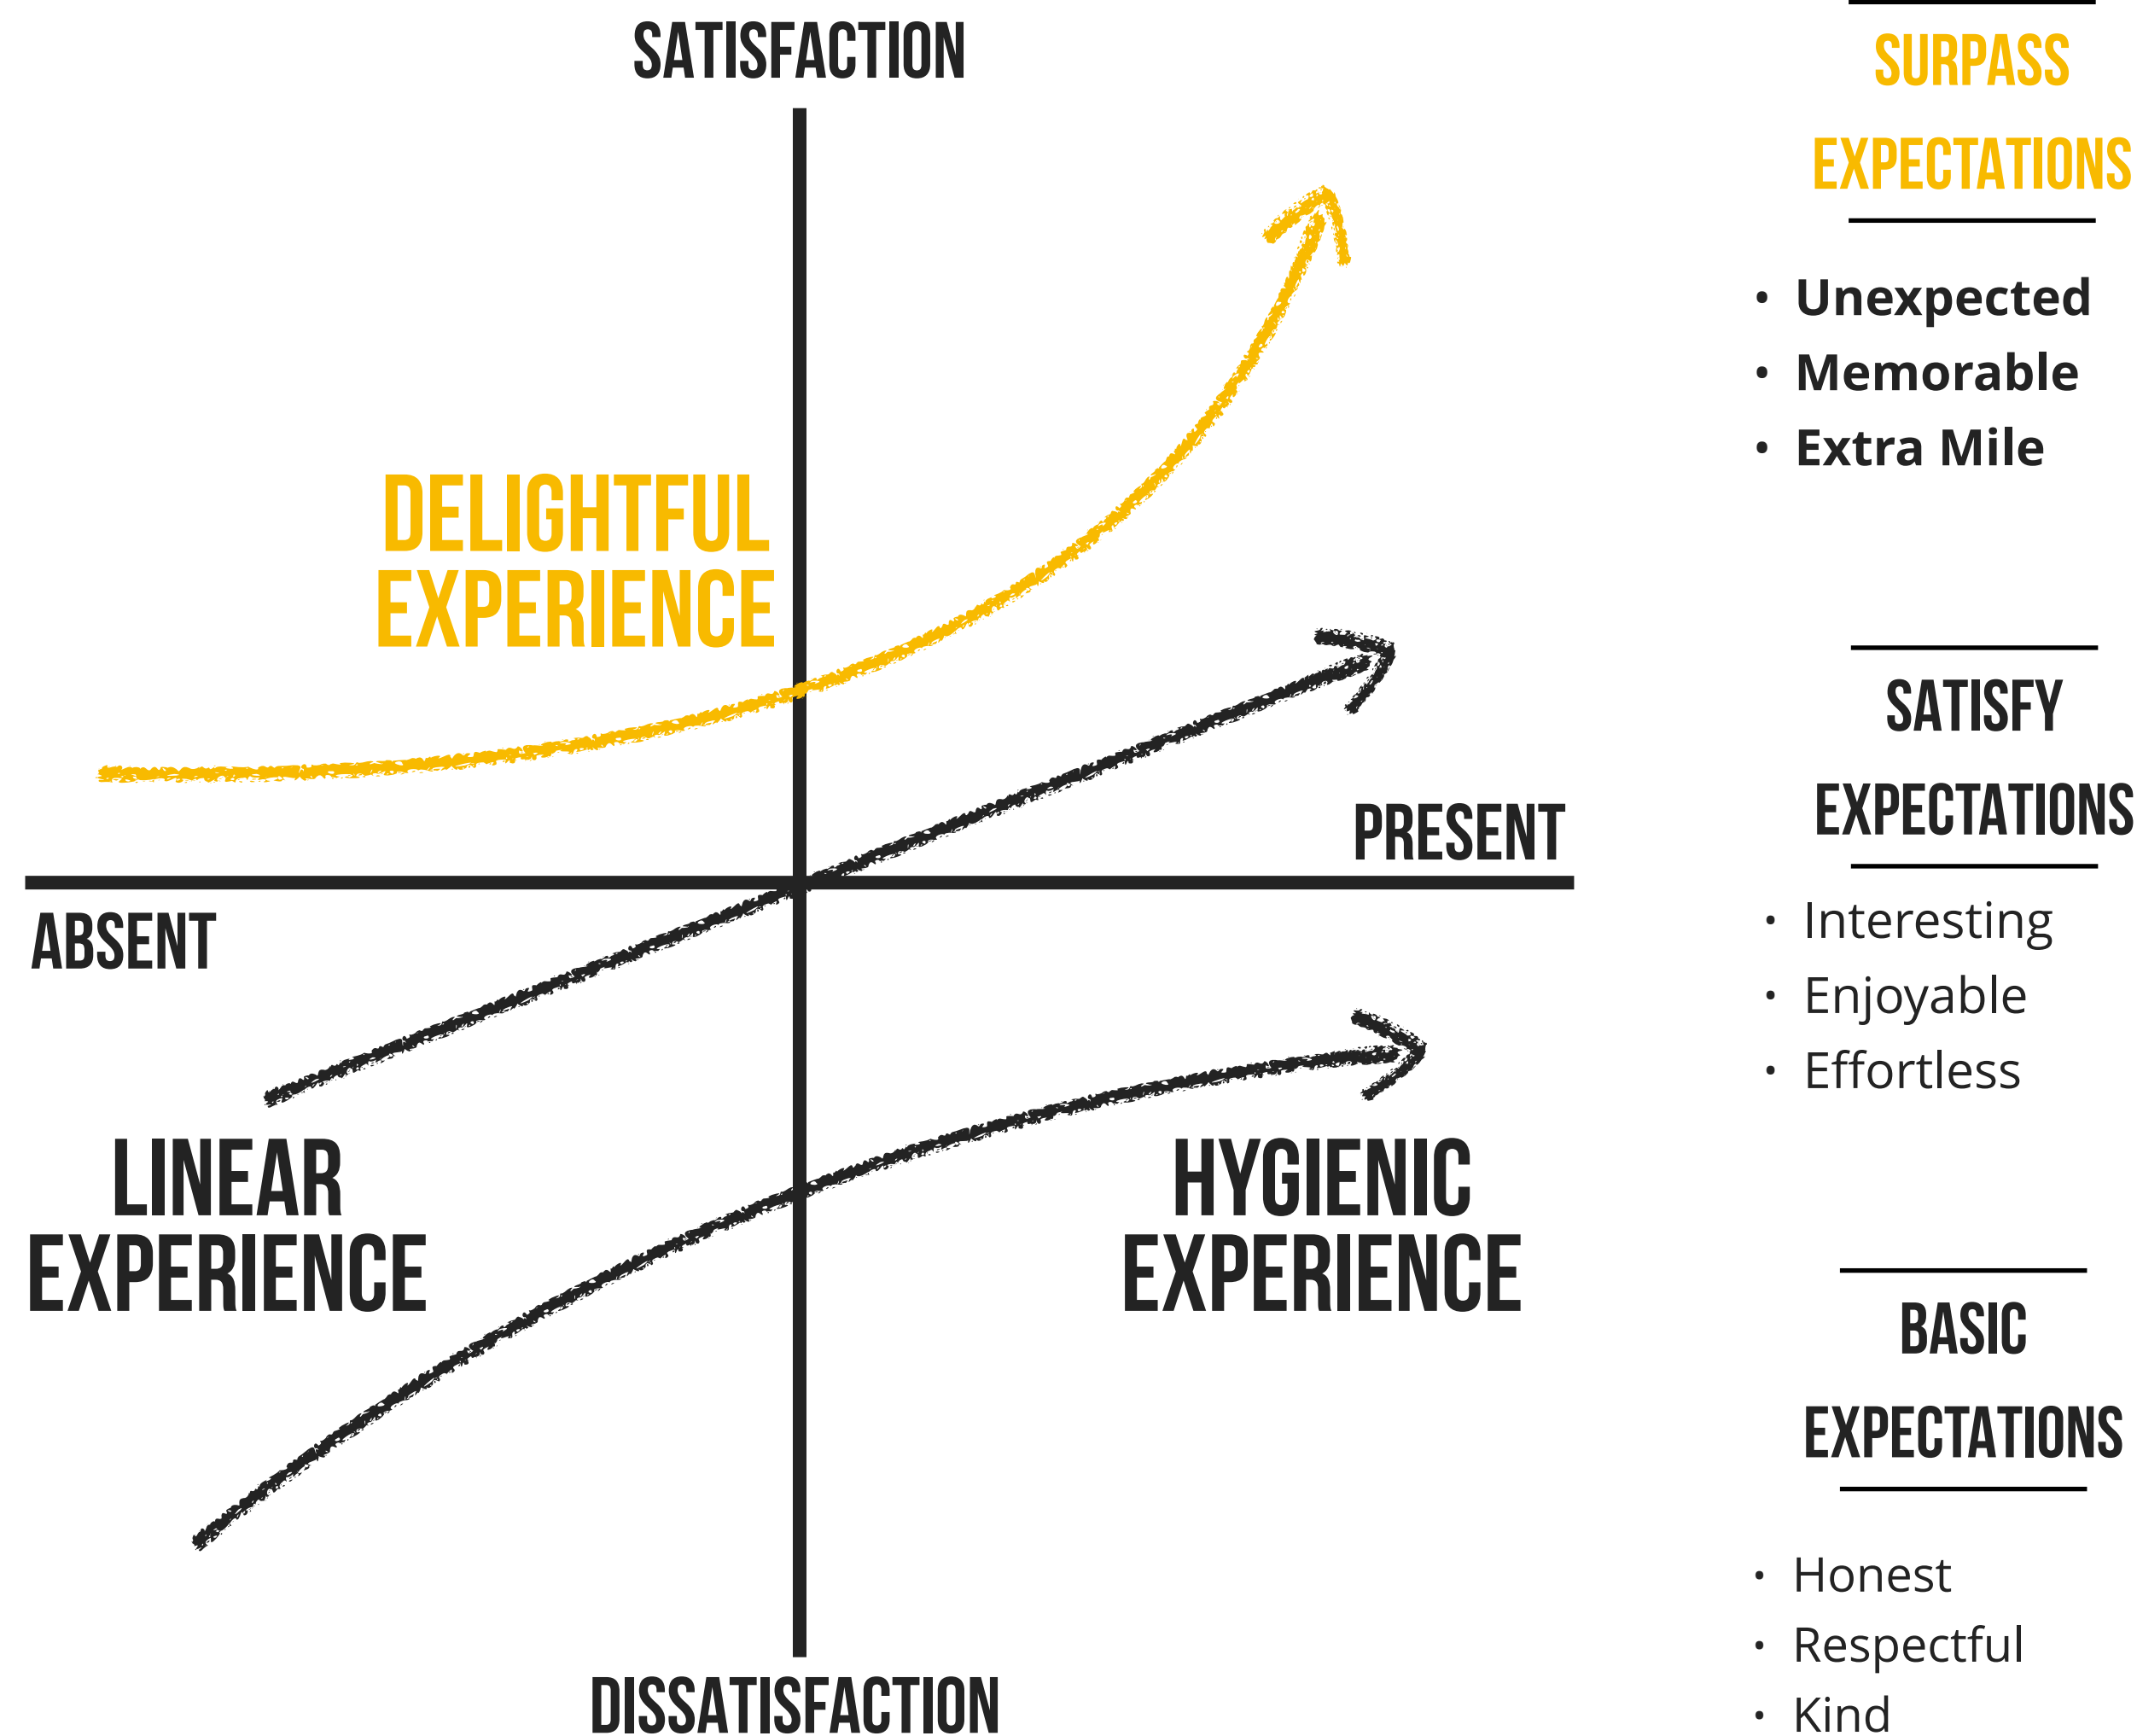 SATISFACTION
DELIGHTFUL
EXPERIENCE
PRESENT
ABSENT
LINEAR
EXPERIENCE
HYGIENIC
EXPERIENCE
DISSATISFACTION
SURPASS
EXPECTATIONS
• Unexpected
• Memorable
• Extra Mile
SATISFY
EXPECTATIONS
• Interesting
• Enjoyable
• Effortless
BASIC
EXPECTATIONS
• Honest
• Respectful
• Kind